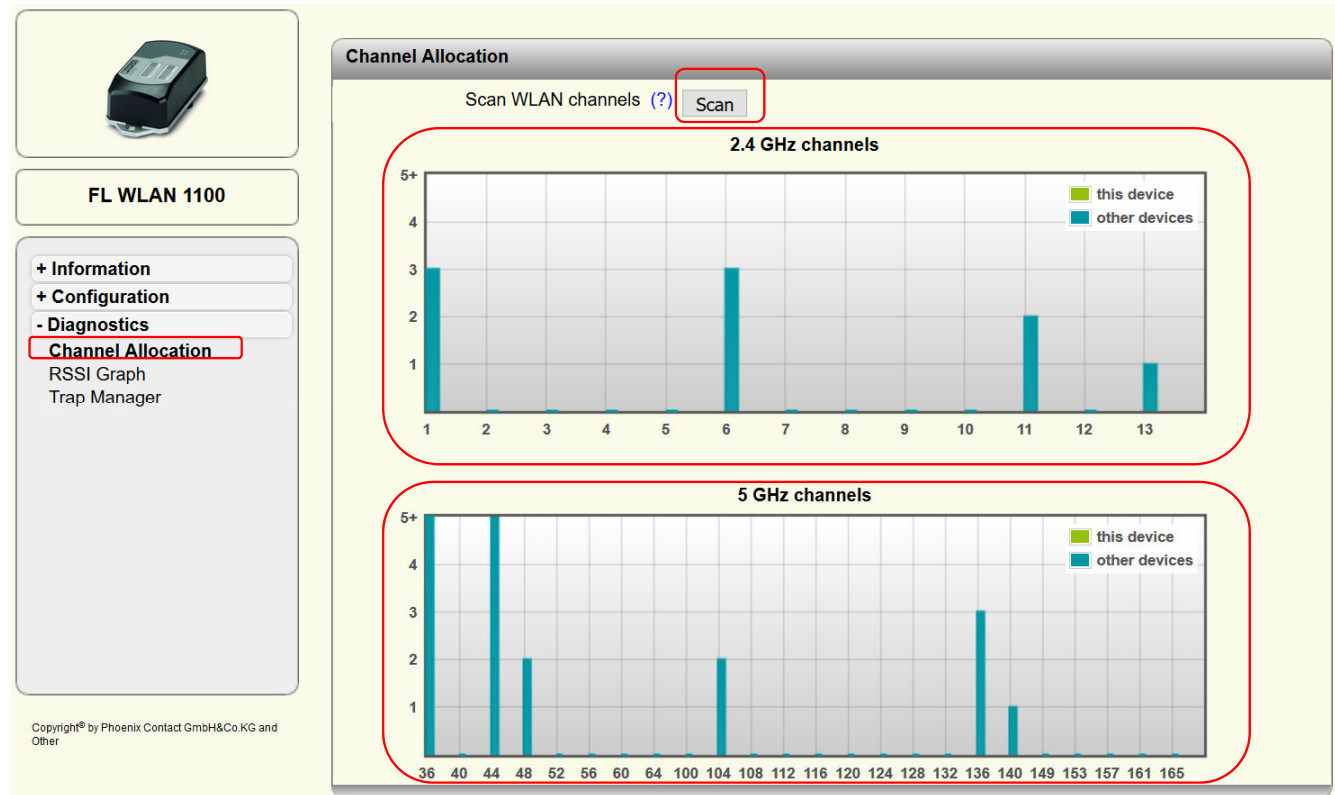 FL WLAN 1100
+ Information
+ Configuration
- Diagnostics
Channel Allocation
RSSI Graph
Trap Manager
Copyright® by Phoenix Contact GmbH&Co.KG and
Other
Channel Allocation
Scan WLAN channels (?) Scan
2.4 GHz channels
5+
4
3
2
1
this device
other devices
1 2 3 4 5 6 7 8 9 10 11 12 13
5 GHz channels
5+
4
3
2
1
this device
other devices
36 40 44 48 52 56 60 64 100 104 108 112 116 120 124 128 132 136 140 149 153 157 161 165